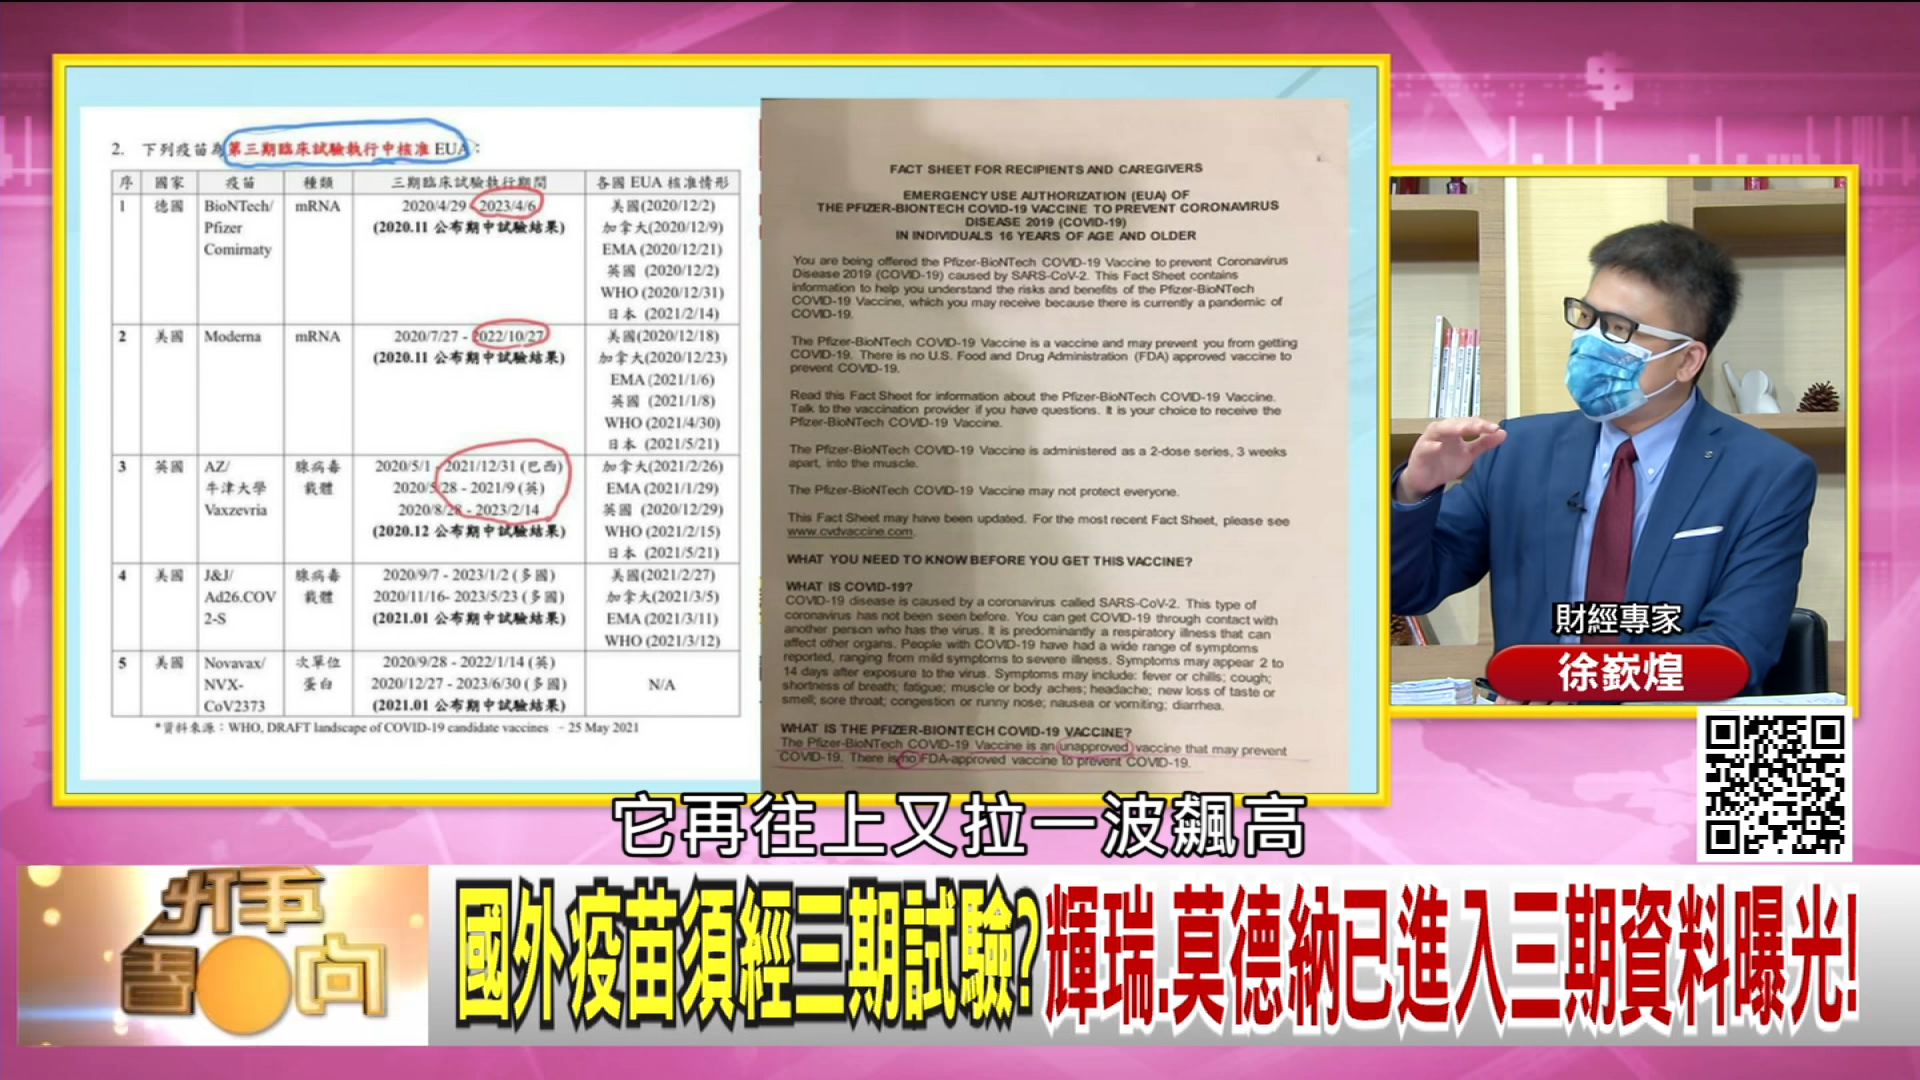 2. 下列疫苗為第三期臨床試驗執行中核准 EUA：
序 國家 疫苗 種類 三期臨床試驗執行期間 各國 EUA 核准情形
1 德國 BioNTech/ mRNA 2020/4/29 - 2023/4/6 美國(2020/12/2)
Pfizer (2020.11 公布期中試驗結果) 加拿大(2020/12/9)
Comirnaty EMA (2020/12/21)
英國 (2020/12/2)
WHO (2020/12/31)
日本 (2021/2/14)
2 美國 Moderna mRNA 2020/7/27 - 2022/10/27 美國(2020/12/18)
(2020.11 公布期中試驗結果) 加拿大(2020/12/23)
EMA (2021/1/6)
英國 (2021/1/8)
WHO (2021/4/30)
日本 (2021/5/21)
3 英國 AZ/ 腺病毒 2020/5/1 - 2021/12/31 (巴西) 加拿大(2021/2/26)
牛津大學 載體 2020/5/28 - 2021/9 (英) EMA (2021/1/29)
Vaxzevria 2020/8/28 - 2023/2/14 英國 (2020/12/29)
(2020.12 公布期中試驗結果) WHO (2021/2/15)
日本 (2021/5/21)
4 美國 J&J/ 腺病毒 2020/9/7 - 2023/1/2 (多國) 美國(2021/2/27)
Ad26.COV 載體 2020/11/16- 2023/5/23 (多國) 加拿大(2021/3/5)
2-S (2021.01 公布期中試驗結果) EMA (2021/3/11)
WHO (2021/3/12)
5 美國 Novavax/ 次單位 2020/9/28 - 2022/1/14 (英) N/A
NVX- 蛋白 2020/12/27 - 2023/6/30 (多國)
CoV2373 (2021.01 公布期中試驗結果)
*資料來源：WHO, DRAFT landscape of COVID-19 candidate vaccines – 25 May 2021
FACT SHEET FOR RECIPIENTS AND CAREGIVERS
EMERGENCY USE AUTHORIZATION (EUA) OF
THE PFIZER-BIONTECH COVID-19 VACCINE TO PREVENT CORONAVIRUS
DISEASE 2019 (COVID-19)
IN INDIVIDUALS 16 YEARS OF AGE AND OLDER
You are being offered the Pfizer-BioNTech COVID-19 Vaccine to prevent Coronavirus
Disease 2019 (COVID-19) caused by SARS-CoV-2. This Fact Sheet contains
information to help you understand the risks and benefits of the Pfizer-BioNTech
COVID-19 Vaccine, which you may receive because there is currently a pandemic of
COVID-19.
The Pfizer-BioNTech COVID-19 Vaccine is a vaccine and may prevent you from getting
COVID-19. There is no U.S. Food and Drug Administration (FDA) approved vaccine to
prevent COVID-19.
Read this Fact Sheet for information about the Pfizer-BioNTech COVID-19 Vaccine.
Talk to the vaccination provider if you have questions. It is your choice to receive the
Pfizer-BioNTech COVID-19 Vaccine.
The Pfizer-BioNTech COVID-19 Vaccine is administered as a 2-dose series, 3 weeks
apart, into the muscle.
The Pfizer-BioNTech COVID-19 Vaccine may not protect everyone.
This Fact Sheet may have been updated. For the most recent Fact Sheet, please see
www.cvdvaccine.com.
WHAT YOU NEED TO KNOW BEFORE YOU GET THIS VACCINE?
WHAT IS COVID-19?
COVID-19 disease is caused by a coronavirus called SARS-CoV-2. This type of
coronavirus has not been seen before. You can get COVID-19 through contact with
another person who has the virus. It is predominantly a respiratory illness that can
affect other organs. People with COVID-19 have had a wide range of symptoms
reported, ranging from mild symptoms to severe illness. Symptoms may appear 2 to
14 days after exposure to the virus. Symptoms may include: fever or chills; cough;
shortness of breath; fatigue; muscle or body aches; headache; new loss of taste or
smell; sore throat; congestion or runny nose; nausea or vomiting; diarrhea.
WHAT IS THE PFIZER-BIONTECH COVID-19 VACCINE?
The Pfizer-BioNTech COVID-19 Vaccine is an unapproved vaccine that may prevent
COVID-19. There is no FDA-approved vaccine to prevent COVID-19.
財經專家
徐嶔煌
它再往上又拉一波飆高
國外疫苗須經三期試驗?輝瑞.莫德納已進入三期資料曝光!